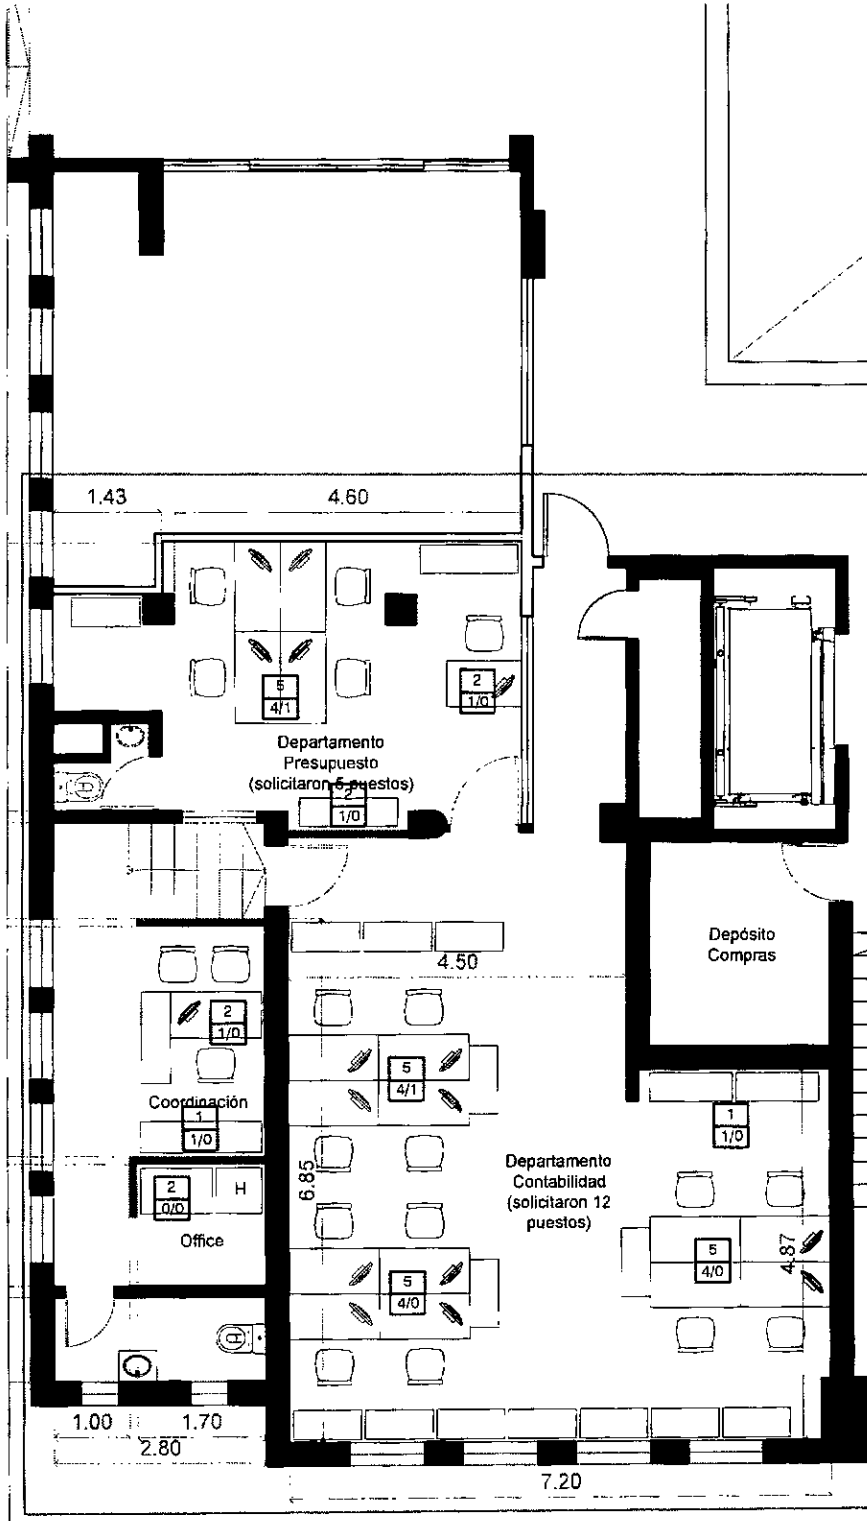 1.43
4.60
5
4/1
2
1/0
Departamento
Presupuesto
(solicitaron 5 puestos)
2
1/0
Depósito
Compras
4.50
2
1/0
5
4/1
Coordinación
1
1/0
1
1/0
6.85
Departamento
Contabilidad
(solicitaron 12
puestos)
2
0/0
H
Office
4.87
5
4/0
5
4/0
1.00
1.70
2.80
7.20